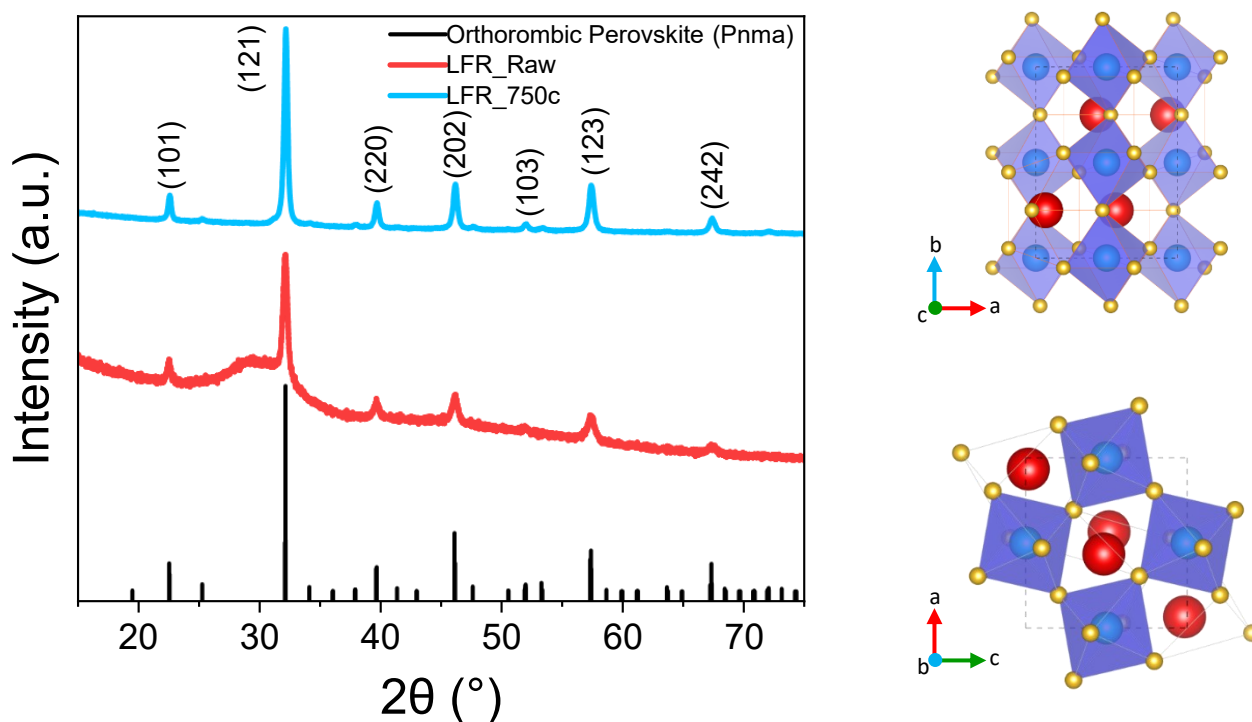 Orthorombic Perovskite (Pnma)
LFR_Raw
LFR_750c
(101)
(121)
(220)
(202)
(103)
(123)
(242)
Intensity (a.u.)
20
30
40
50
60
70
2θ (°)
b
c
a
a
b
c